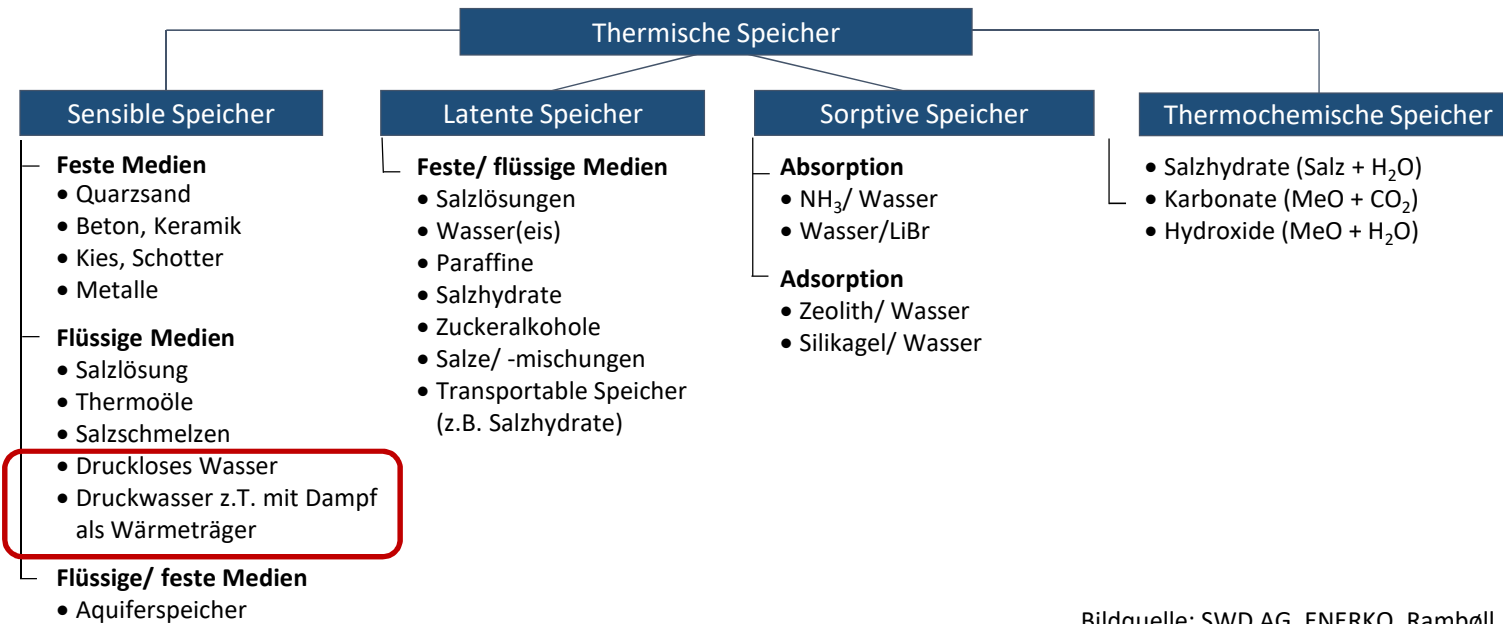 Thermische Speicher
Sensible Speicher
Feste Medien
• Quarzsand
• Beton, Keramik
• Kies, Schotter
• Metalle
Flüssige Medien
• Salzlösung
• Thermoöle
• Salzschmelzen
• Druckloses Wasser
• Druckwasser z.T. mit Dampf
als Wärmeträger
Flüssige/ feste Medien
• Aquiferspeicher
Latente Speicher
Feste/ flüssige Medien
• Salzlösungen
• Wasser(eis)
• Paraffine
• Salzhydrate
• Zuckeralkohole
• Salze/ -mischungen
• Transportable Speicher
(z.B. Salzhydrate)
Sorptive Speicher
Absorption
• NH₃/ Wasser
• Wasser/LiBr
Adsorption
• Zeolith/ Wasser
• Silikagel/ Wasser
Thermochemische Speicher
• Salzhydrate (Salz + H₂O)
• Karbonate (MeO + CO₂)
• Hydroxide (MeO + H₂O)
Bildquelle: SWD AG, ENERKO, Rambøll